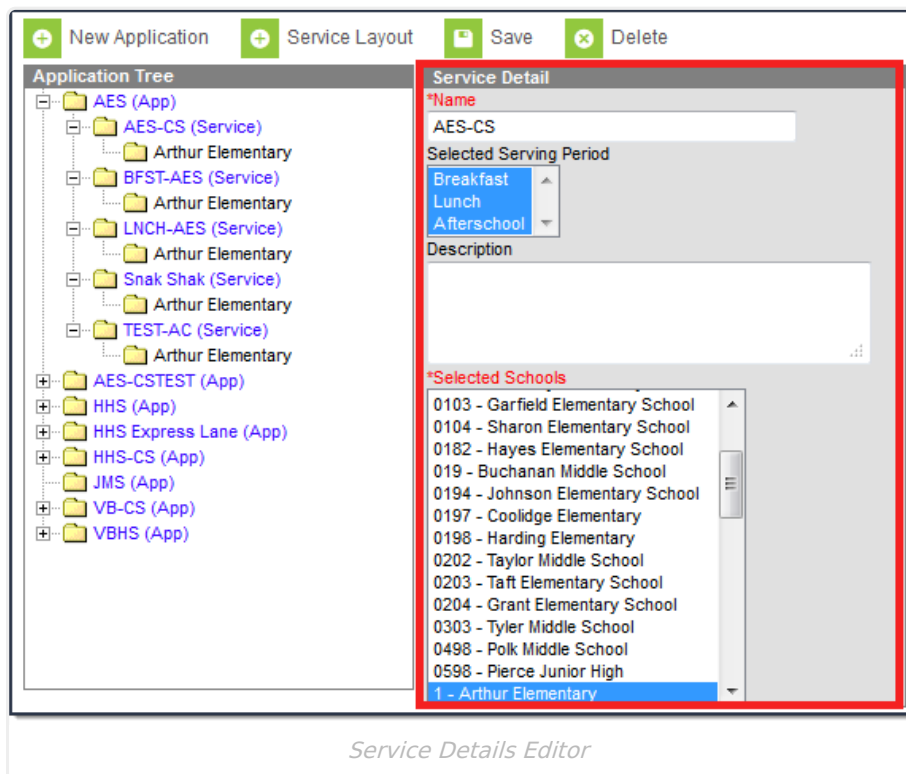 New Application Service Layout Save Delete
Application Tree
AES (App)
AES-CS (Service)
Arthur Elementary
BFST-AES (Service)
Arthur Elementary
LNCH-AES (Service)
Arthur Elementary
Snak Shak (Service)
Arthur Elementary
TEST-AC (Service)
Arthur Elementary
AES-CSTEST (App)
HHS (App)
HHS Express Lane (App)
HHS-CS (App)
JMS (App)
VB-CS (App)
VBHS (App)
Service Detail
*Name
AES-CS
Selected Serving Period
Breakfast
Lunch
Afterschool
Description
*Selected Schools
0103 - Garfield Elementary School
0104 - Sharon Elementary School
0182 - Hayes Elementary School
019 - Buchanan Middle School
0194 - Johnson Elementary School
0197 - Coolidge Elementary
0198 - Harding Elementary
0202 - Taylor Middle School
0203 - Taft Elementary School
0204 - Grant Elementary School
0303 - Tyler Middle School
0498 - Polk Middle School
0598 - Pierce Junior High
1 - Arthur Elementary
Service Details Editor